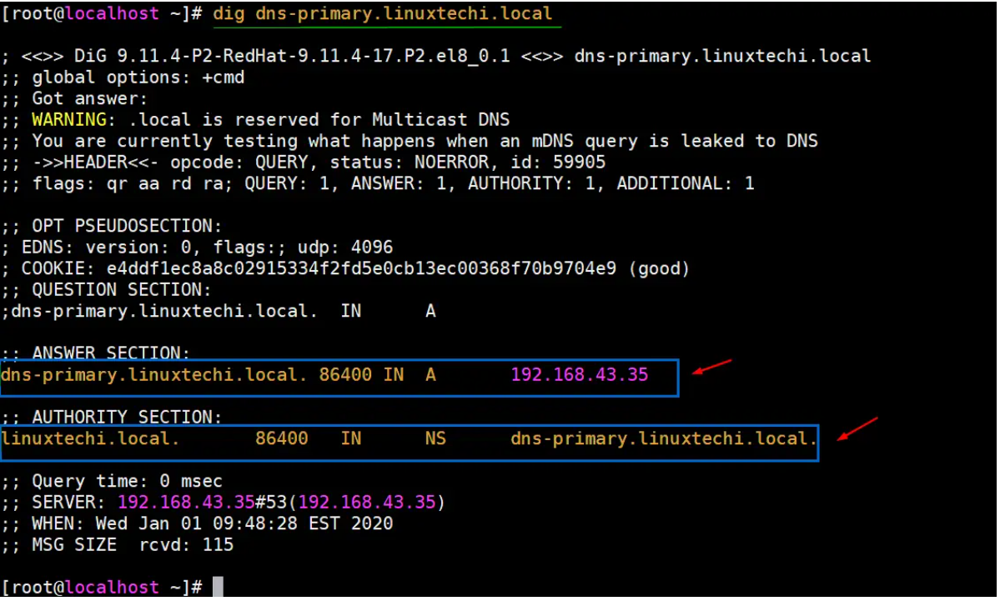 [root@localhost ~]# dig dns-primary.linuxtechi.local
; <<>> DiG 9.11.4-P2-RedHat-9.11.4-17.P2.el8_0.1 <<>> dns-primary.linuxtechi.local
;; global options: +cmd
;; Got answer:
;; WARNING: .local is reserved for Multicast DNS
;; You are currently testing what happens when an mDNS query is leaked to DNS
;; ->>HEADER<<- opcode: QUERY, status: NOERROR, id: 59905
;; flags: qr aa rd ra; QUERY: 1, ANSWER: 1, AUTHORITY: 1, ADDITIONAL: 1
;; OPT PSEUDOSECTION:
; EDNS: version: 0, flags:; udp: 4096
; COOKIE: e4ddf1ec8a8c02915334f2fd5e0cb13ec00368f70b9704e9 (good)
;; QUESTION SECTION:
;dns-primary.linuxtechi.local. IN A
;; ANSWER SECTION:
dns-primary.linuxtechi.local. 86400 IN A 192.168.43.35
;; AUTHORITY SECTION:
linuxtechi.local. 86400 IN NS dns-primary.linuxtechi.local.
;; Query time: 0 msec
;; SERVER: 192.168.43.35#53(192.168.43.35)
;; WHEN: Wed Jan 01 09:48:28 EST 2020
;; MSG SIZE rcvd: 115
[root@localhost ~]#